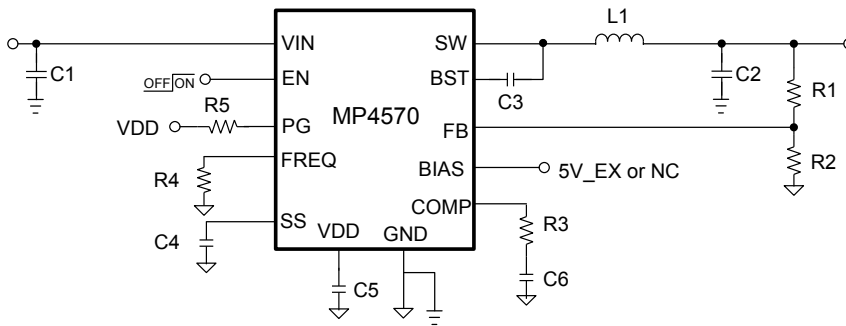 L1
VIN
SW
C1
C2
OFF ON
EN
BST
C3
R1
R5
MP4570
VDD
PG
FB
FREQ
R4
BIAS
5V_EX or NC
R2
COMP
SS
R3
C4
VDD
GND
C5
C6